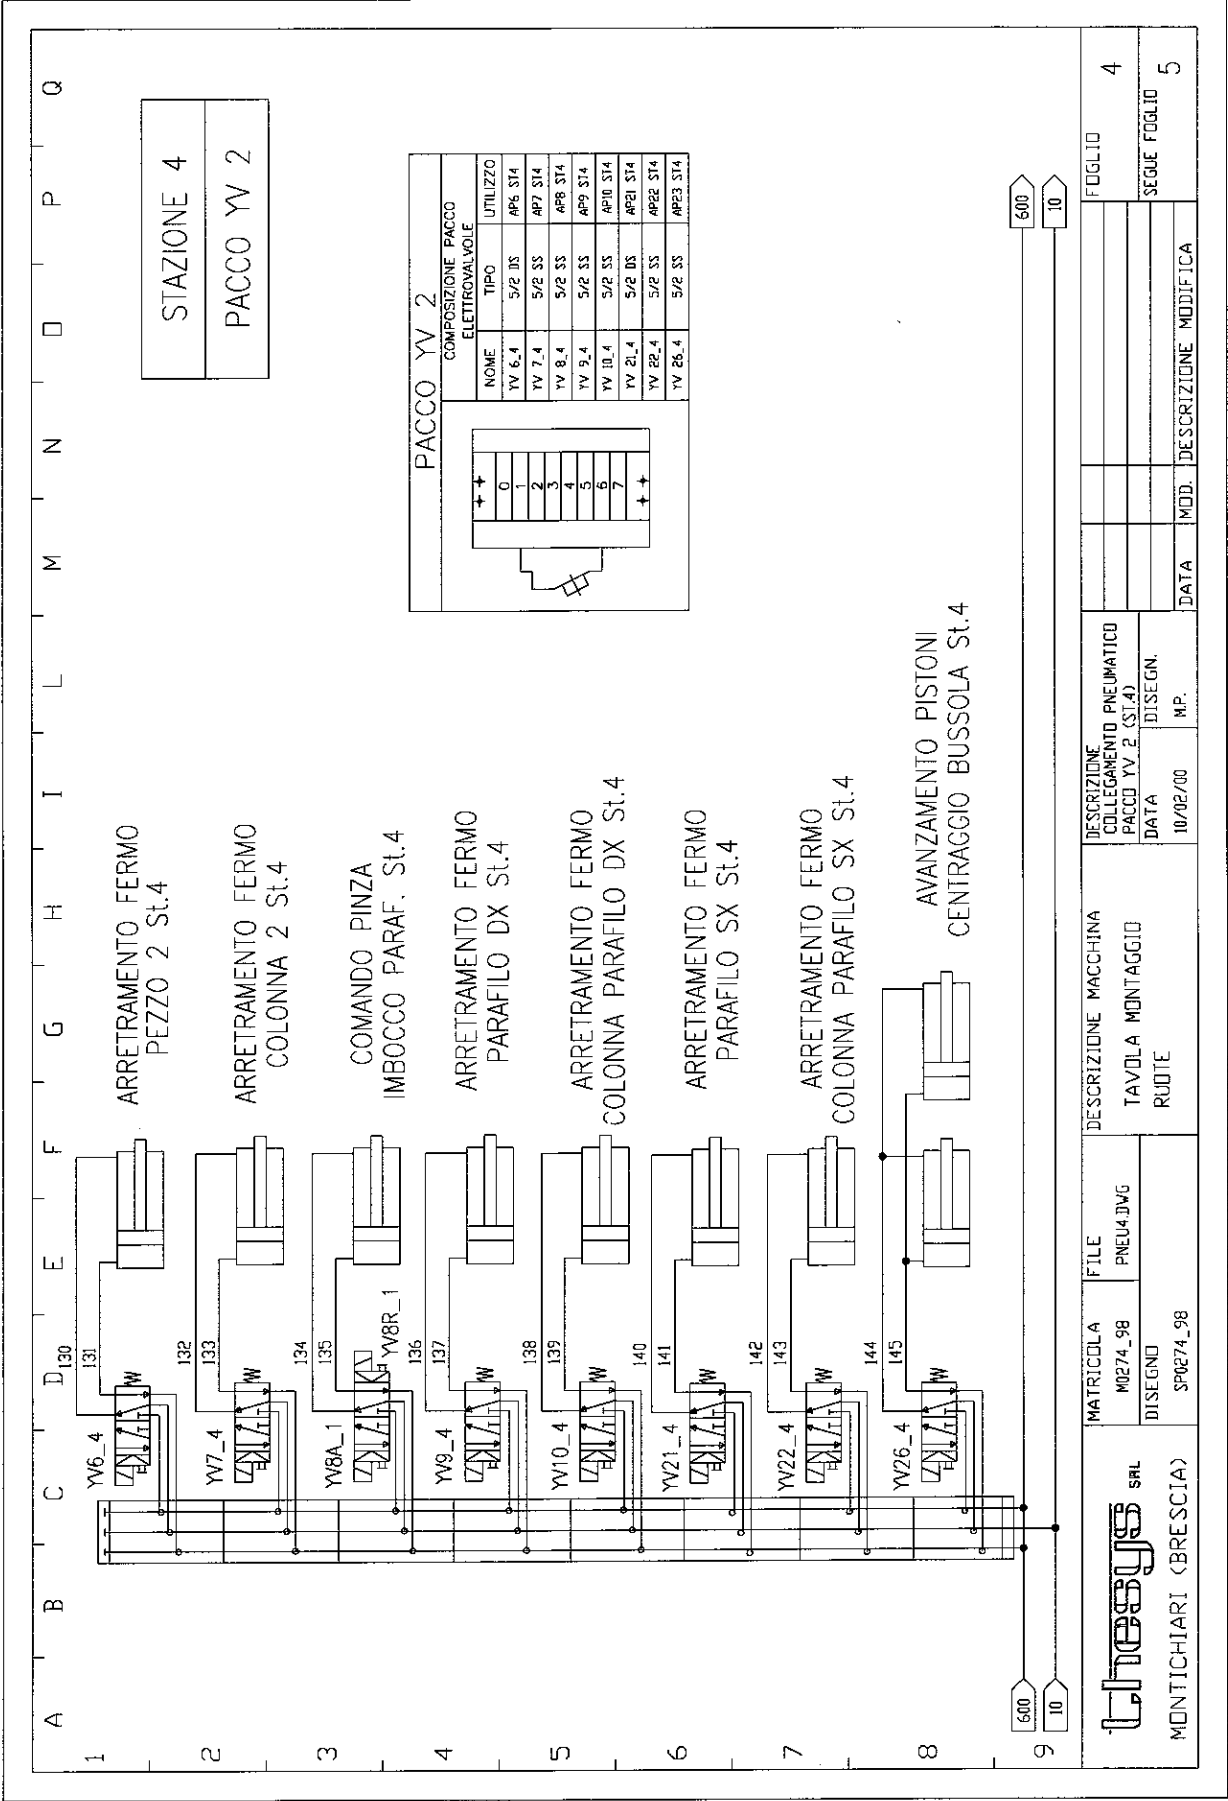 A B C D E F G H I L M N O P Q
1
2
3
4
5
6
7
8
9
STAZIONE 4
PACCO YV 2
PACCO YV 2
COMPOSIZIONE PACCO
ELETTROVALVOLE
NOME TIPO UTILIZZO
YV 6_4 5/2 DS AP6 ST4
YV 7_4 5/2 SS AP7 ST4
YV 8_4 5/2 SS AP8 ST4
YV 9_4 5/2 SS AP9 ST4
YV 10_4 5/2 SS AP10 ST4
YV 21_4 5/2 DS AP21 ST4
YV 22_4 5/2 SS AP22 ST4
YV 26_4 5/2 SS AP23 ST4
0
1
2
3
4
5
6
7
YV6_4
130
131
ARRETRAMENTO FERMO
PEZZO 2 St.4
YV7_4
132
133
ARRETRAMENTO FERMO
COLONNA 2 St.4
YV8A_1
134
135
YV8R_1
COMANDO PINZA
IMBOCCO PARAF. St.4
YV9_4
136
137
ARRETRAMENTO FERMO
PARAFILO DX St.4
YV10_4
138
139
ARRETRAMENTO FERMO
COLONNA PARAFILO DX St.4
YV21_4
140
141
ARRETRAMENTO FERMO
PARAFILO SX St.4
YV22_4
142
143
ARRETRAMENTO FERMO
COLONNA PARAFILO SX St.4
YV26_4
144
145
AVANZAMENTO PISTONI
CENTRAGGIO BUSSOLA St.4
600 600
10 10
thesys SRL
MONTICHIARI (BRESCIA)
MATRICOLA
M0274_98
FILE
PNEU4.DWG
DISEGNO
SP0274_98
DESCRIZIONE MACCHINA
TAVOLA MONTAGGIO
RUOTE
DESCRIZIONE
COLLEGAMENTO PNEUMATICO
PACCO YV 2 (ST.4)
DATA
10/02/00
DISEGN.
M.P.
DATA MOD. DESCRIZIONE MODIFICA
FOGLIO
4
SEGUE FOGLIO
5